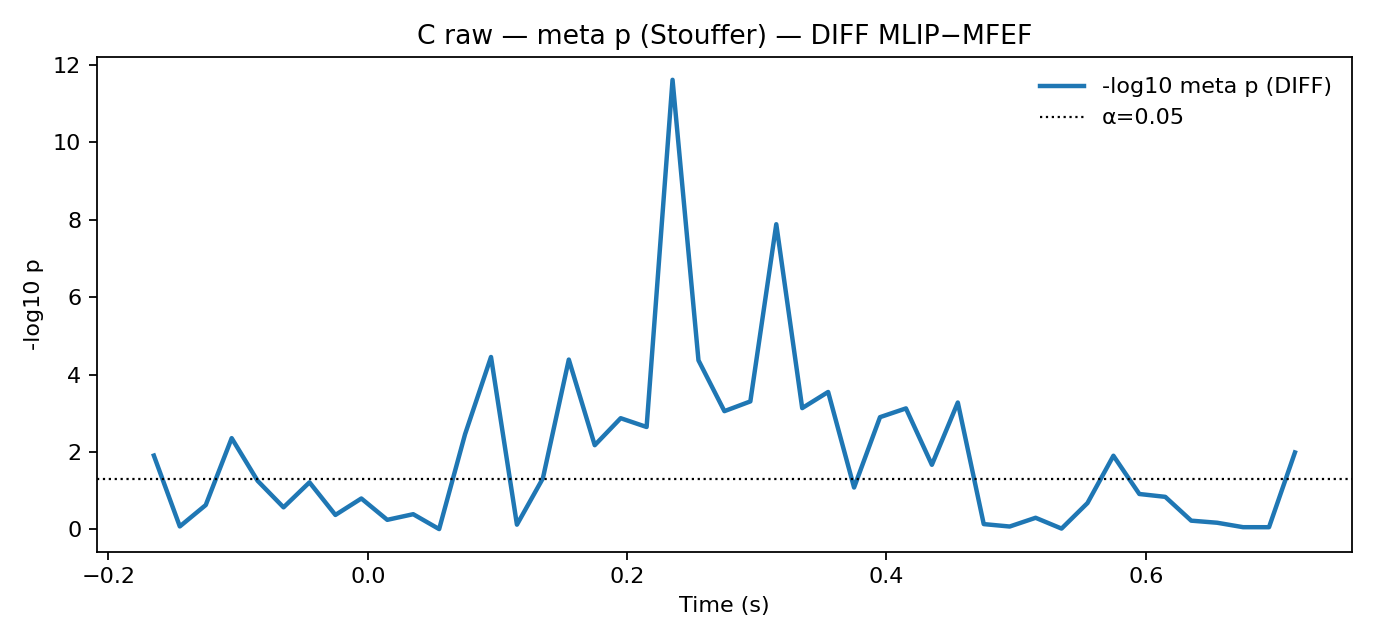 C raw — meta p (Stouffer) — DIFF MLIP−MFEF
-log10 p
12
10
8
6
4
2
0
-log10 meta p (DIFF)
α=0.05
−0.2
0.0
0.2
0.4
0.6
Time (s)